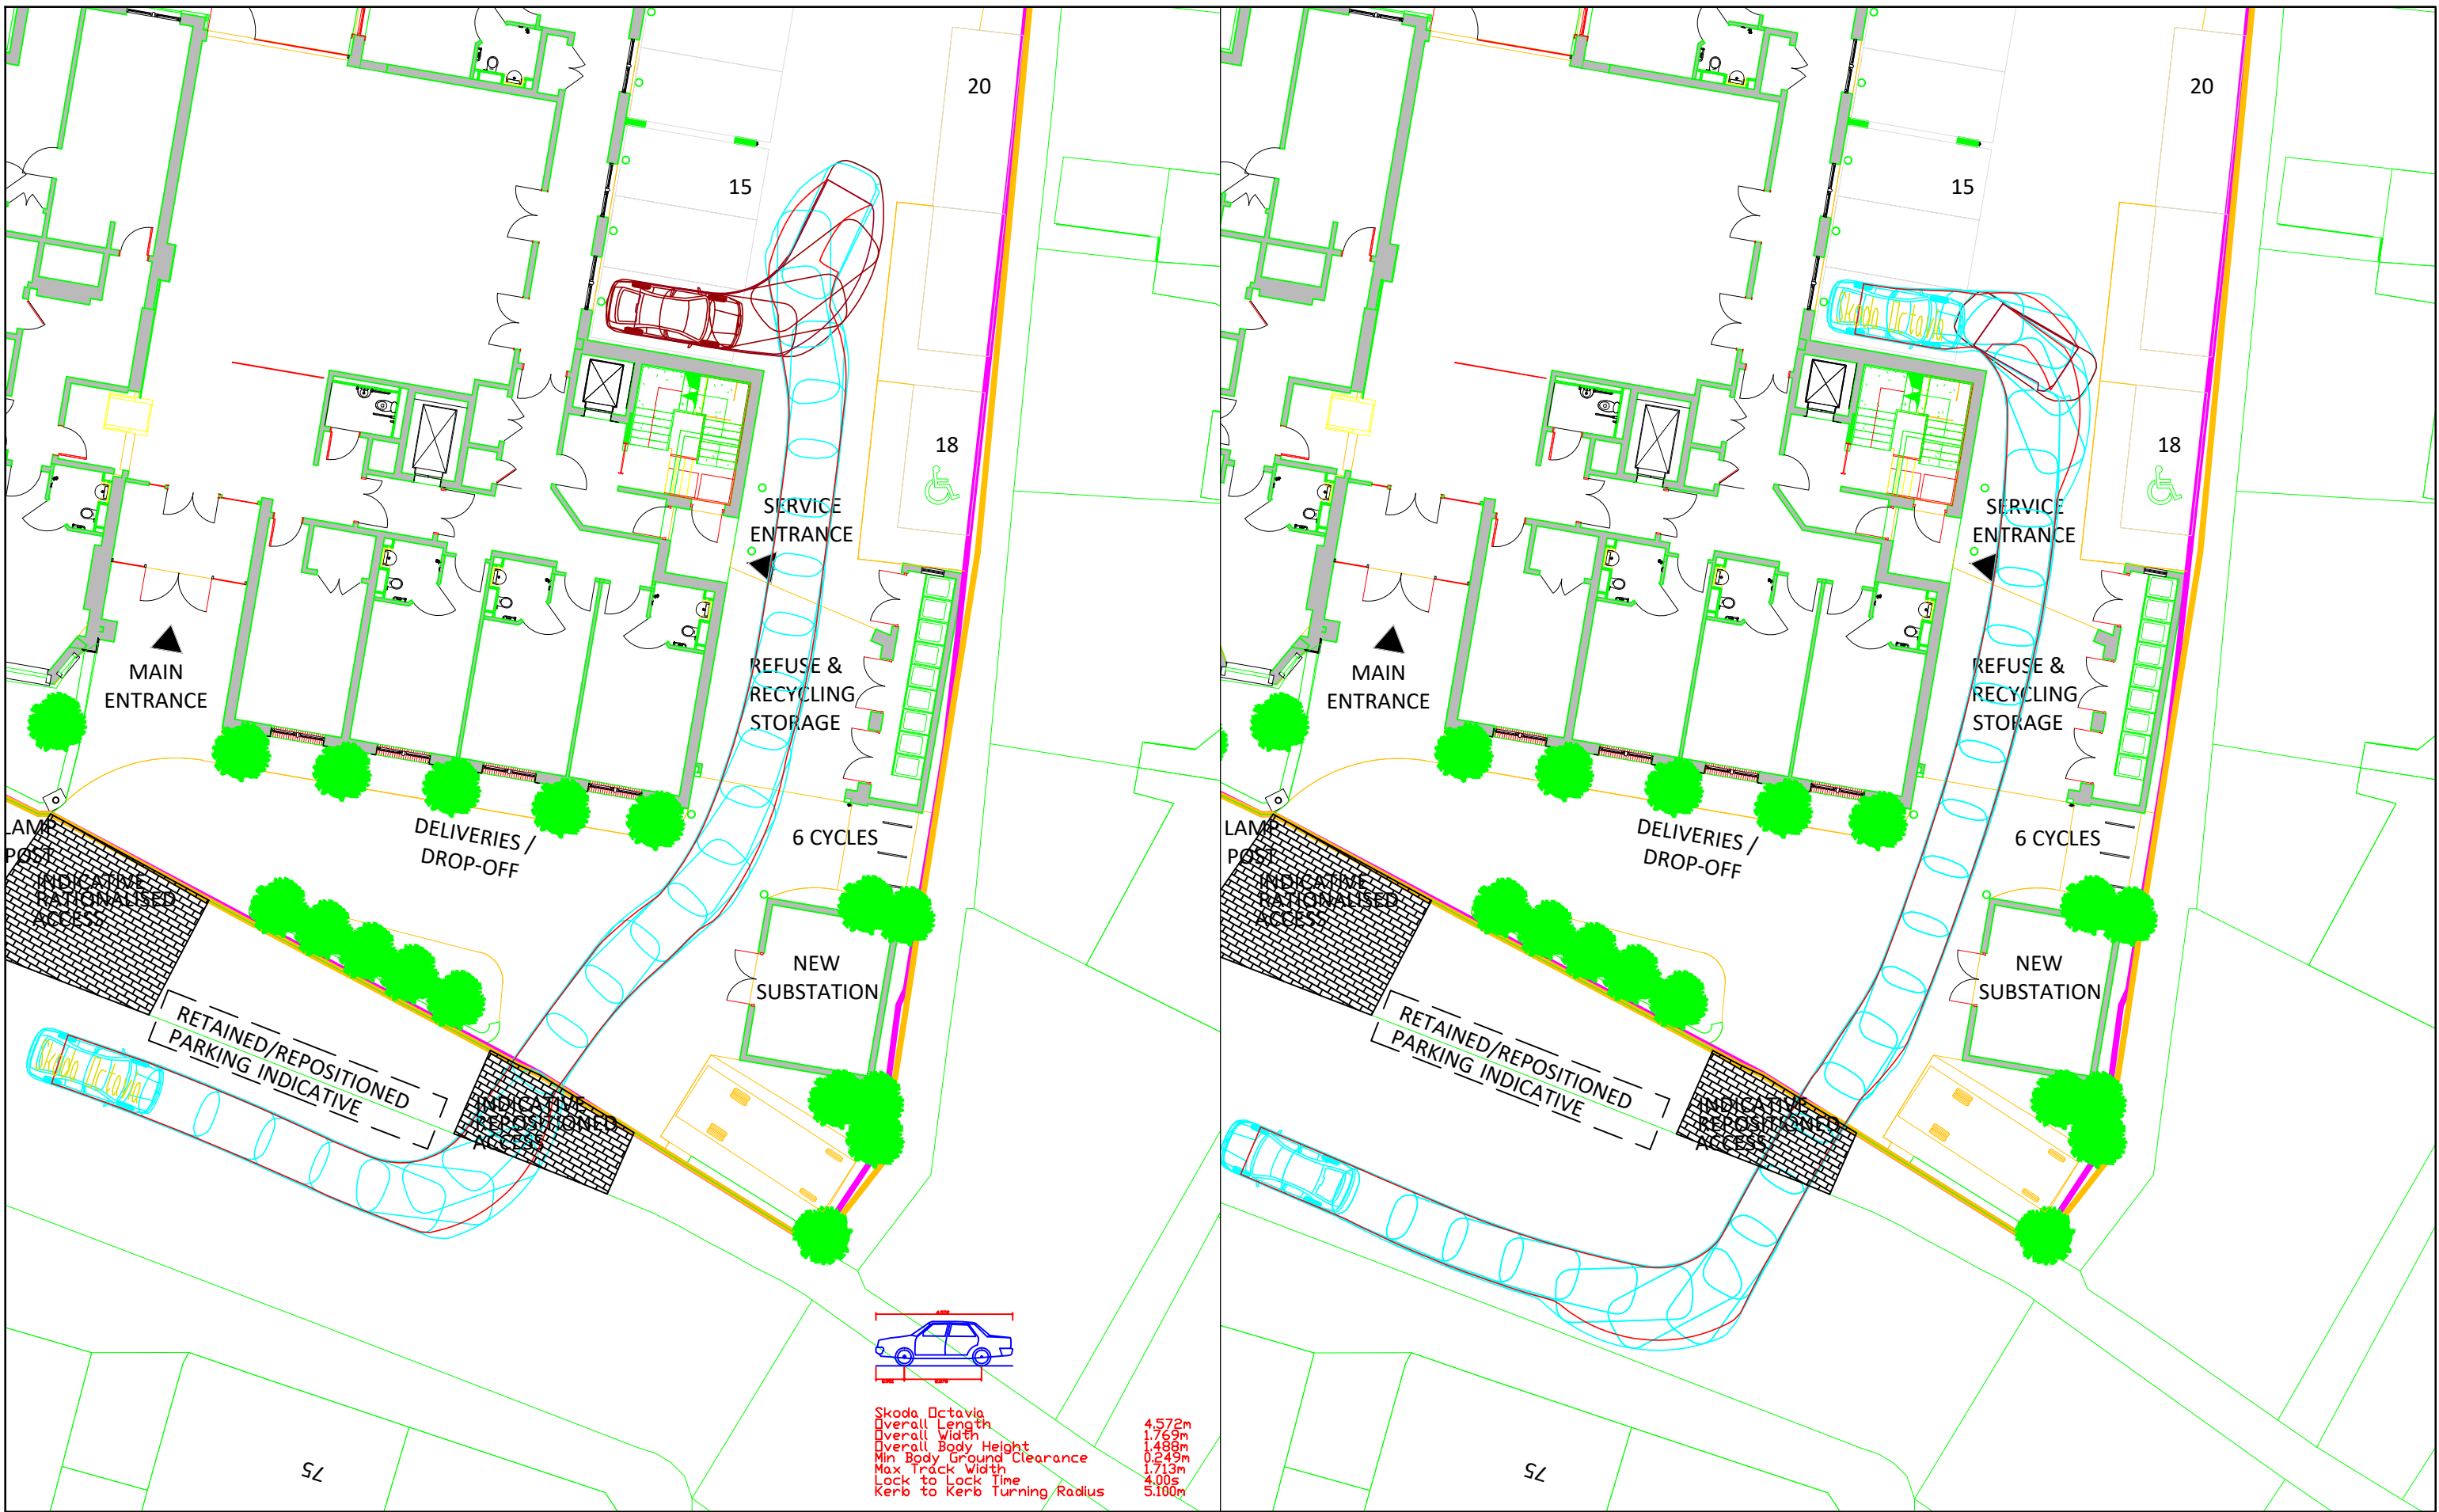 20
15
18
SERVICE
ENTRANCE
MAIN
ENTRANCE
REFUSE &
RECYCLING
STORAGE
LAMP
POST
DELIVERIES /
DROP-OFF
6 CYCLES
INDICATIVE
RATIONALISED
ACCESS
NEW
SUBSTATION
RETAINED/REPOSITIONED
PARKING INDICATIVE
Skoda Octavia
INDICATIVE
REPOSITIONED
ACCESS
75
Skoda Octavia
Overall Length 4.572m
Overall Width 1.769m
Overall Body Height 1.488m
Min Body Ground Clearance 0.249m
Max Track Width 1.713m
Lock to Lock Time 4.00s
Kerb to Kerb Turning Radius 5.100m
20
15
Skoda Octavia
18
SERVICE
ENTRANCE
MAIN
ENTRANCE
REFUSE &
RECYCLING
STORAGE
LAMP
POST
DELIVERIES /
DROP-OFF
6 CYCLES
INDICATIVE
RATIONALISED
ACCESS
NEW
SUBSTATION
RETAINED/REPOSITIONED
PARKING INDICATIVE
INDICATIVE
REPOSITIONED
ACCESS
75